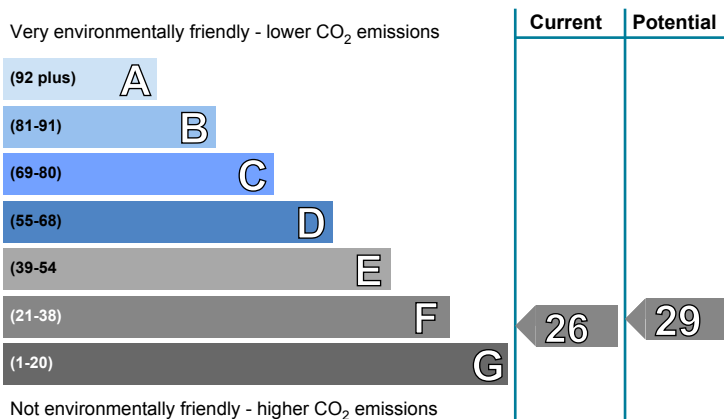 Current Potential
Very environmentally friendly - lower CO2 emissions
(92 plus) A
(81-91) B
(69-80) C
(55-68) D
(39-54 E
(21-38) F
26 29
(1-20) G
Not environmentally friendly - higher CO2 emissions